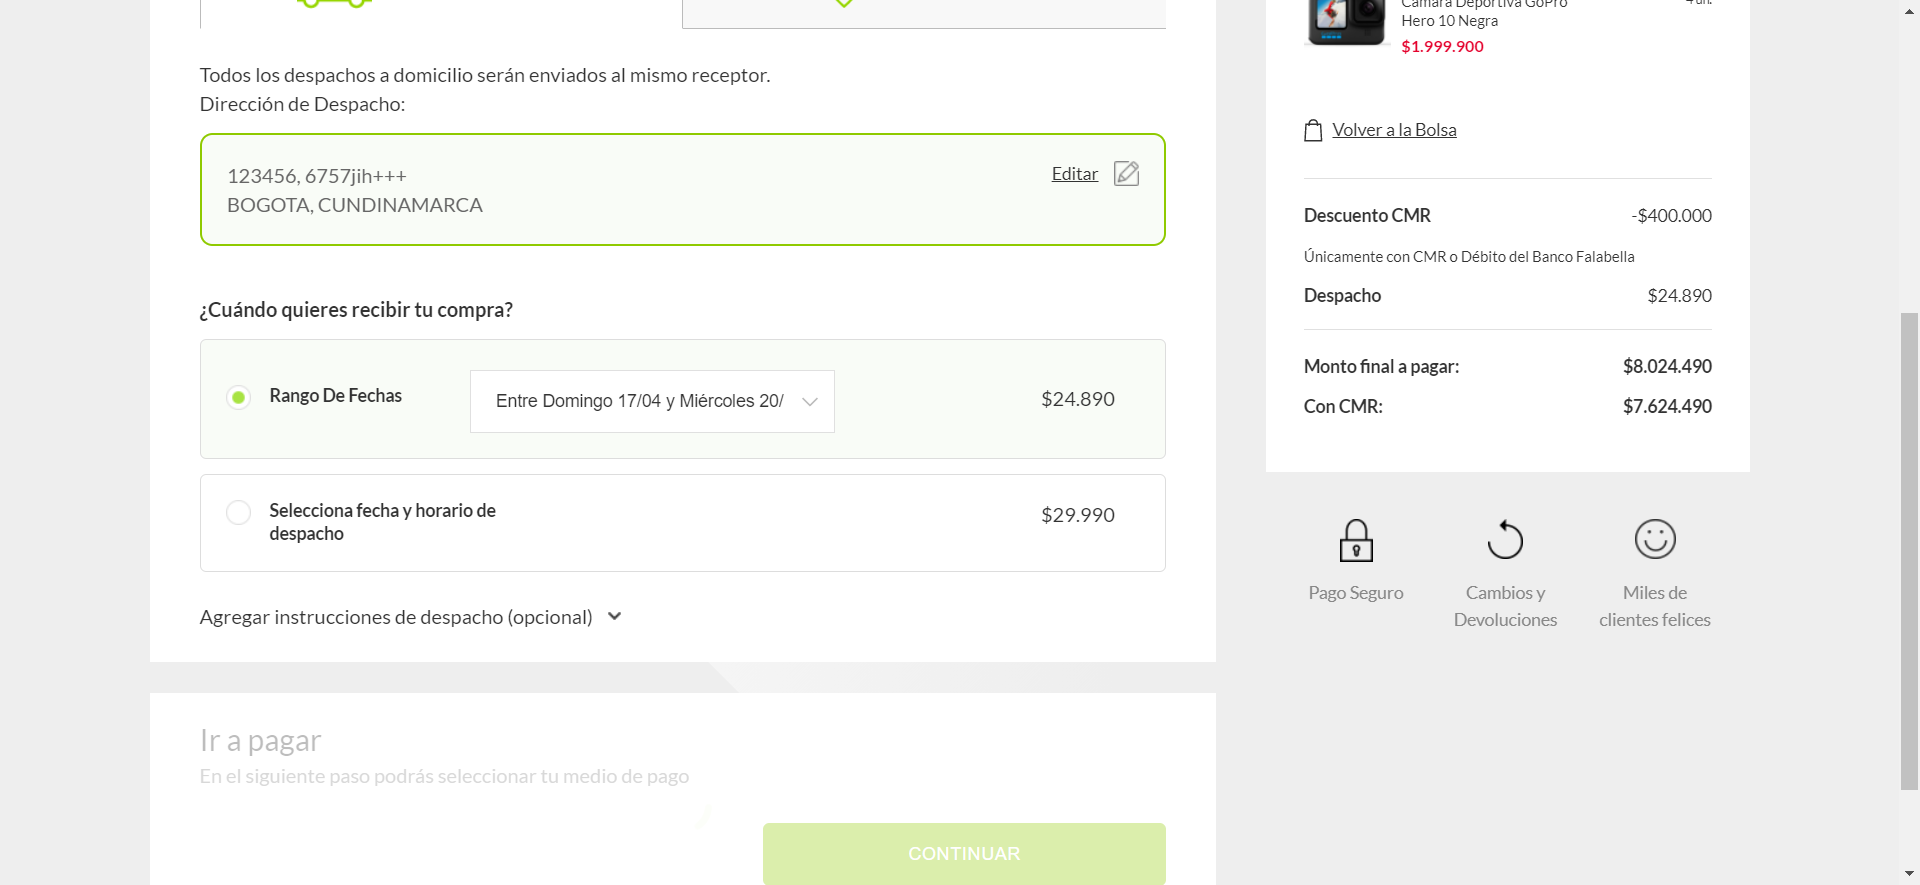 Todos los despachos a domicilio serán enviados al mismo receptor.
Dirección de Despacho:
123456, 6757jih+++
BOGOTA, CUNDINAMARCA
Editar
¿Cuándo quieres recibir tu compra?
Rango De Fechas
Entre Domingo 17/04 y Miércoles 20/
$24.890
Selecciona fecha y horario de
despacho
$29.990
Agregar instrucciones de despacho (opcional)
Ir a pagar
En el siguiente paso podrás seleccionar tu medio de pago
CONTINUAR
Cámara Deportiva GoPro
Hero 10 Negra
4 un.
$1.999.900
Volver a la Bolsa
Descuento CMR
-$400.000
Únicamente con CMR o Débito del Banco Falabella
Despacho
$24.890
Monto final a pagar:
$8.024.490
Con CMR:
$7.624.490
Pago Seguro
Cambios y
Devoluciones
Miles de
clientes felices